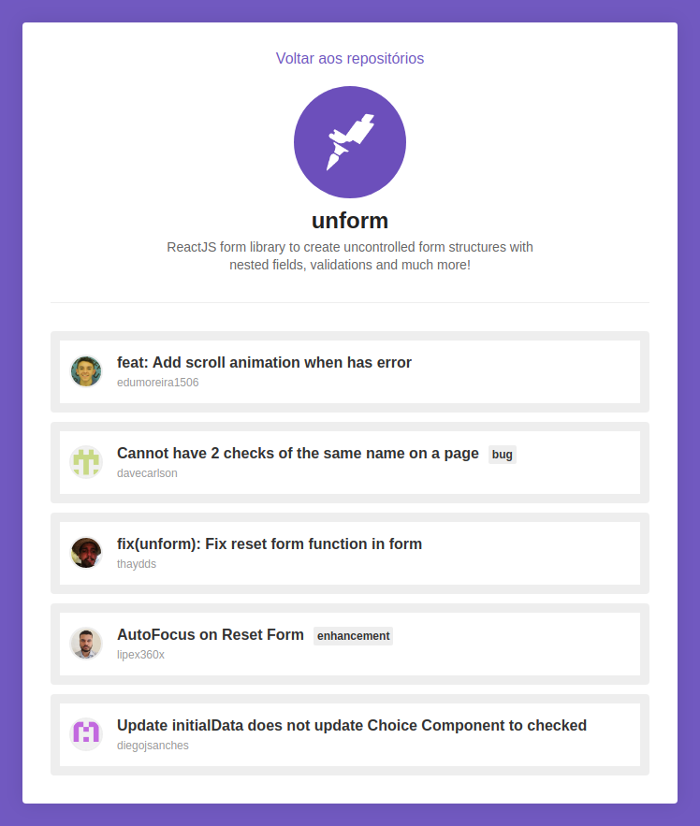 Voltar aos repositórios
unform
ReactJS form library to create uncontrolled form structures with
nested fields, validations and much more!
feat: Add scroll animation when has error
edumoreira1506
Cannot have 2 checks of the same name on a page bug
davecarlson
fix(unform): Fix reset form function in form
thaydds
AutoFocus on Reset Form enhancement
lipex360x
Update initialData does not update Choice Component to checked
diegojsanches